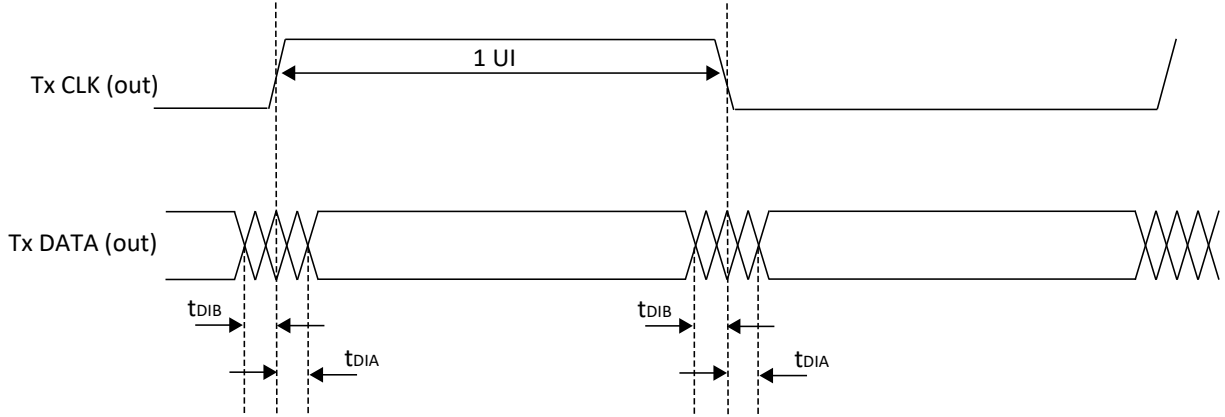 1 UI
Tx CLK (out)
Tx DATA (out)
tDIB
tDIB
tDIA
tDIA